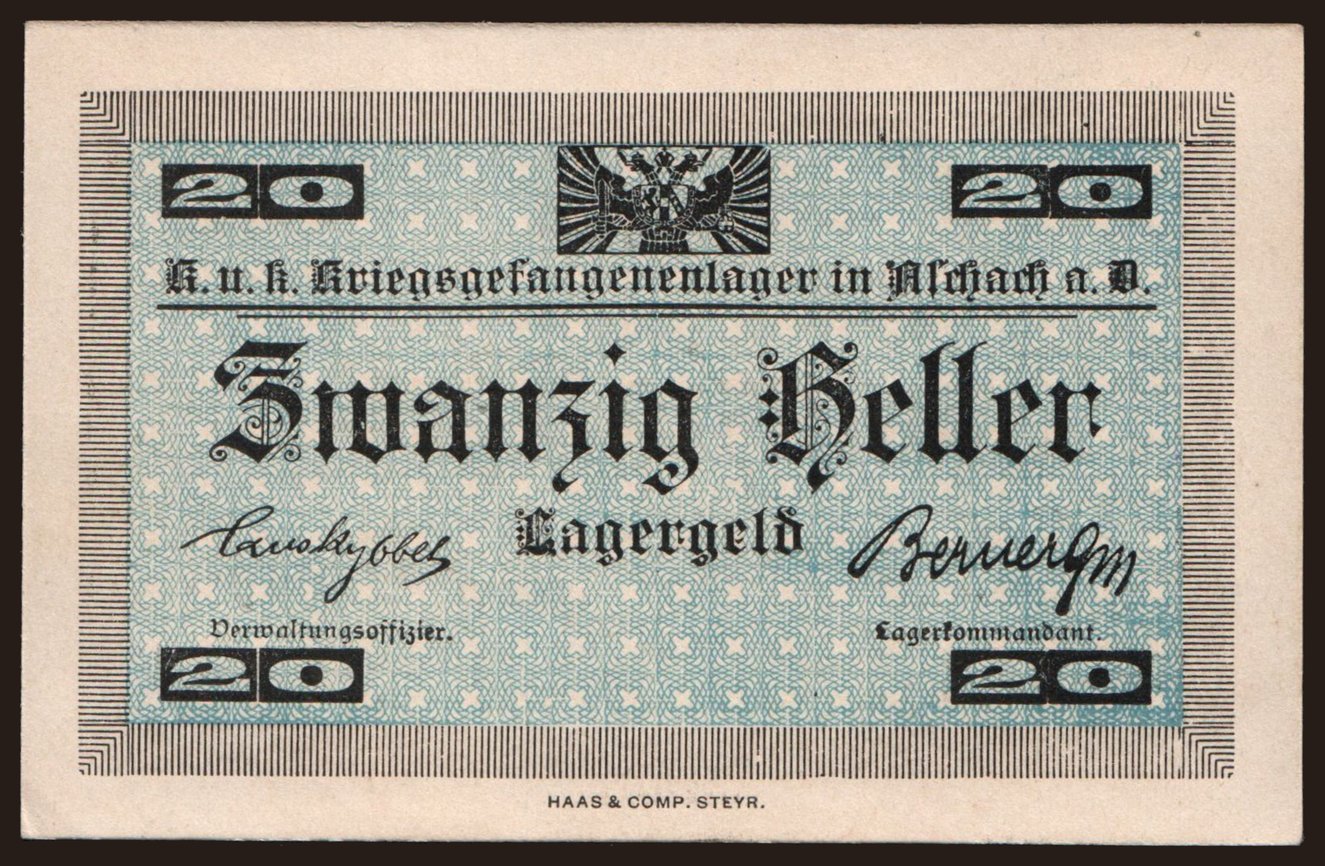 20 20
K. u. k. Kriegsgefangenenlager in Aschach a. D.
Zwanzig Heller
Lagergeld
Verwaltungsoffizier. Lagerkommandant.
20 20
HAAS & COMP. STEYR.